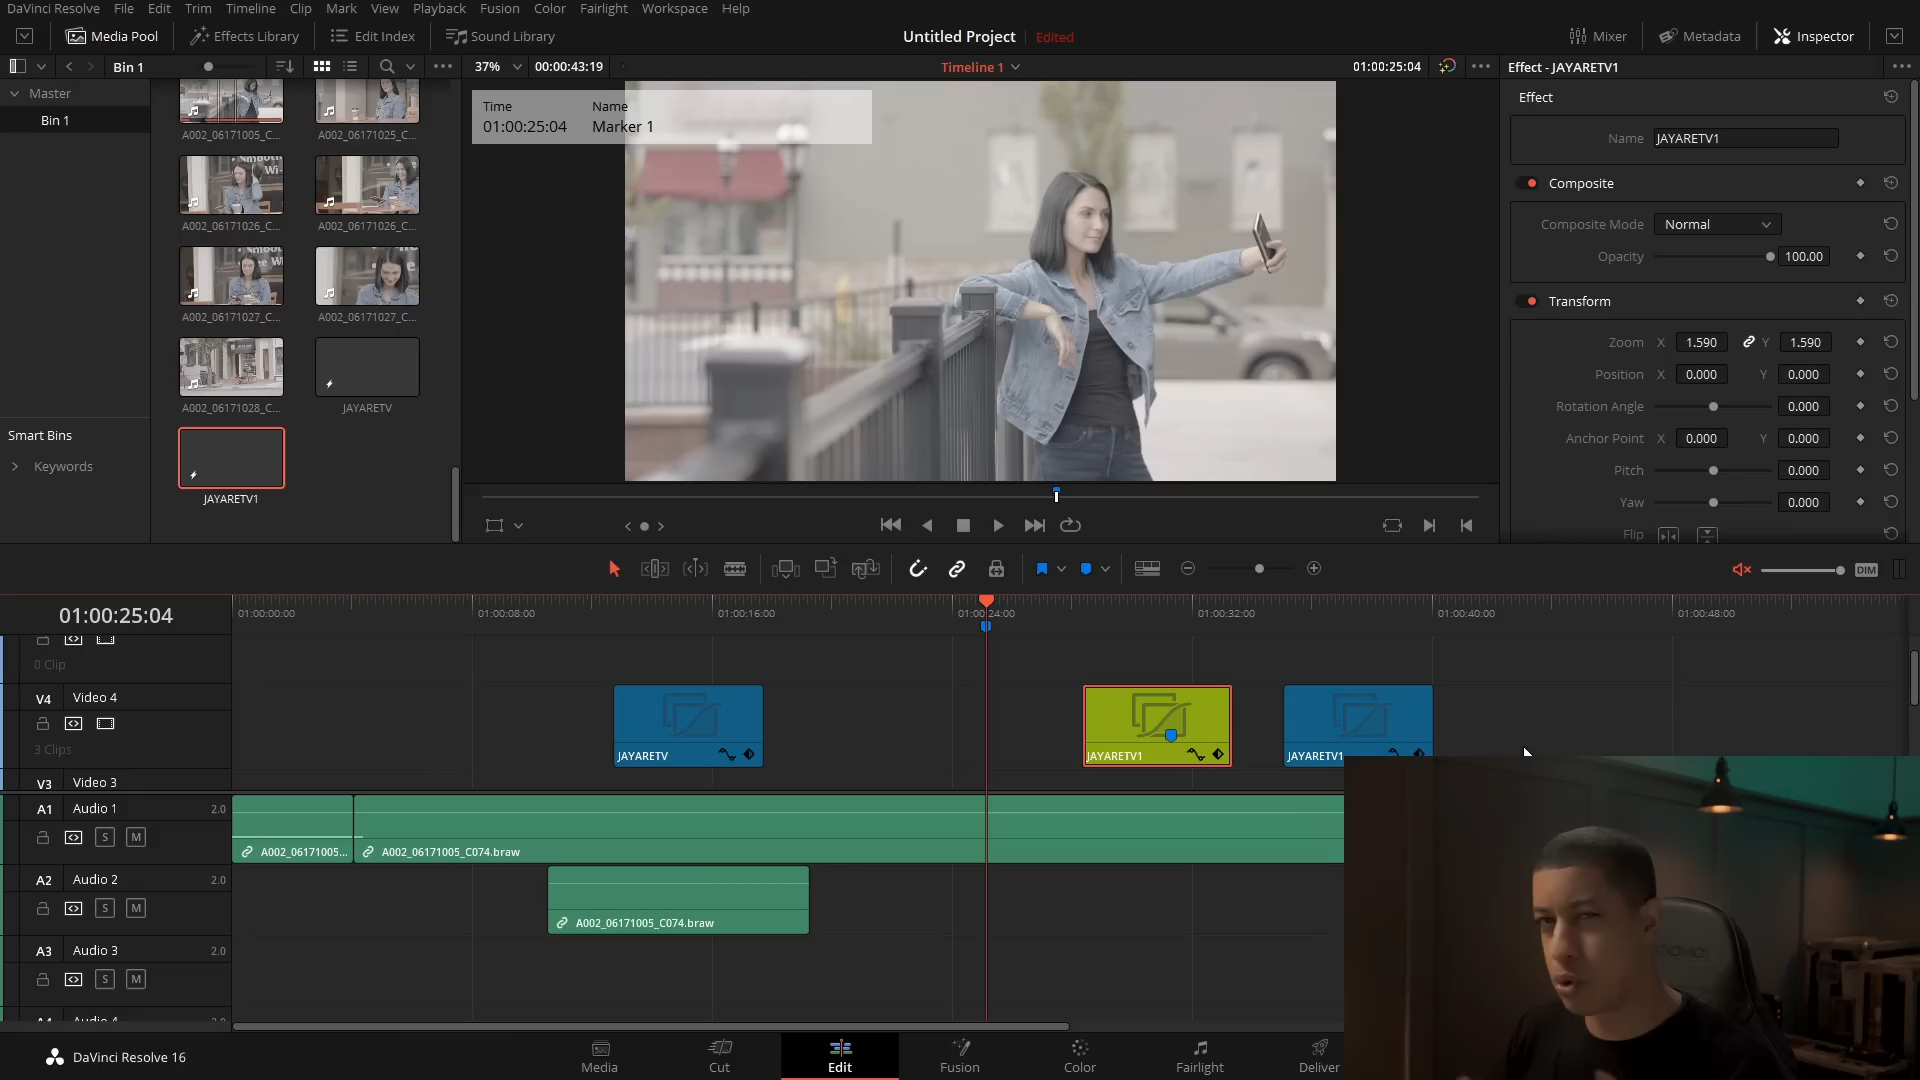 DaVinci Resolve File Edit Trim Timeline Clip Mark View Playback Fusion Color Fairlight Workspace Help
Media Pool Effects Library Edit Index Sound Library
Untitled Project Edited
Mixer Metadata Inspector
Bin 1
37% 00:00:43:19
Timeline 1
01:00:25:04
Effect - JAYARETV1
Master
Bin 1
A002_06171005_C...
A002_06171025_C...
A002_06171026_C...
A002_06171026_C...
A002_06171027_C...
A002_06171027_C...
A002_06171028_C...
JAYARETV
JAYARETV1
Smart Bins
Keywords
Time Name
01:00:25:04 Marker 1
Effect
Name JAYARETV1
Composite
Composite Mode Normal
Opacity 100.00
Transform
Zoom X 1.590 Y 1.590
Position X 0.000 Y 0.000
Rotation Angle 0.000
Anchor Point X 0.000 Y 0.000
Pitch 0.000
Yaw 0.000
Flip
DIM
01:00:25:04
01:00:00:00 01:00:08:00 01:00:16:00 01:00:24:00 01:00:32:00 01:00:40:00 01:00:48:00
0 Clip
V4 Video 4
3 Clips
JAYARETV
JAYARETV1
JAYARETV1
V3 Video 3
A1 Audio 1 2.0
S M
A002_06171005...
A002_06171005_C074.braw
A2 Audio 2 2.0
S M
A002_06171005_C074.braw
A3 Audio 3 2.0
S M
DaVinci Resolve 16
Media Cut Edit Fusion Color Fairlight Deliver